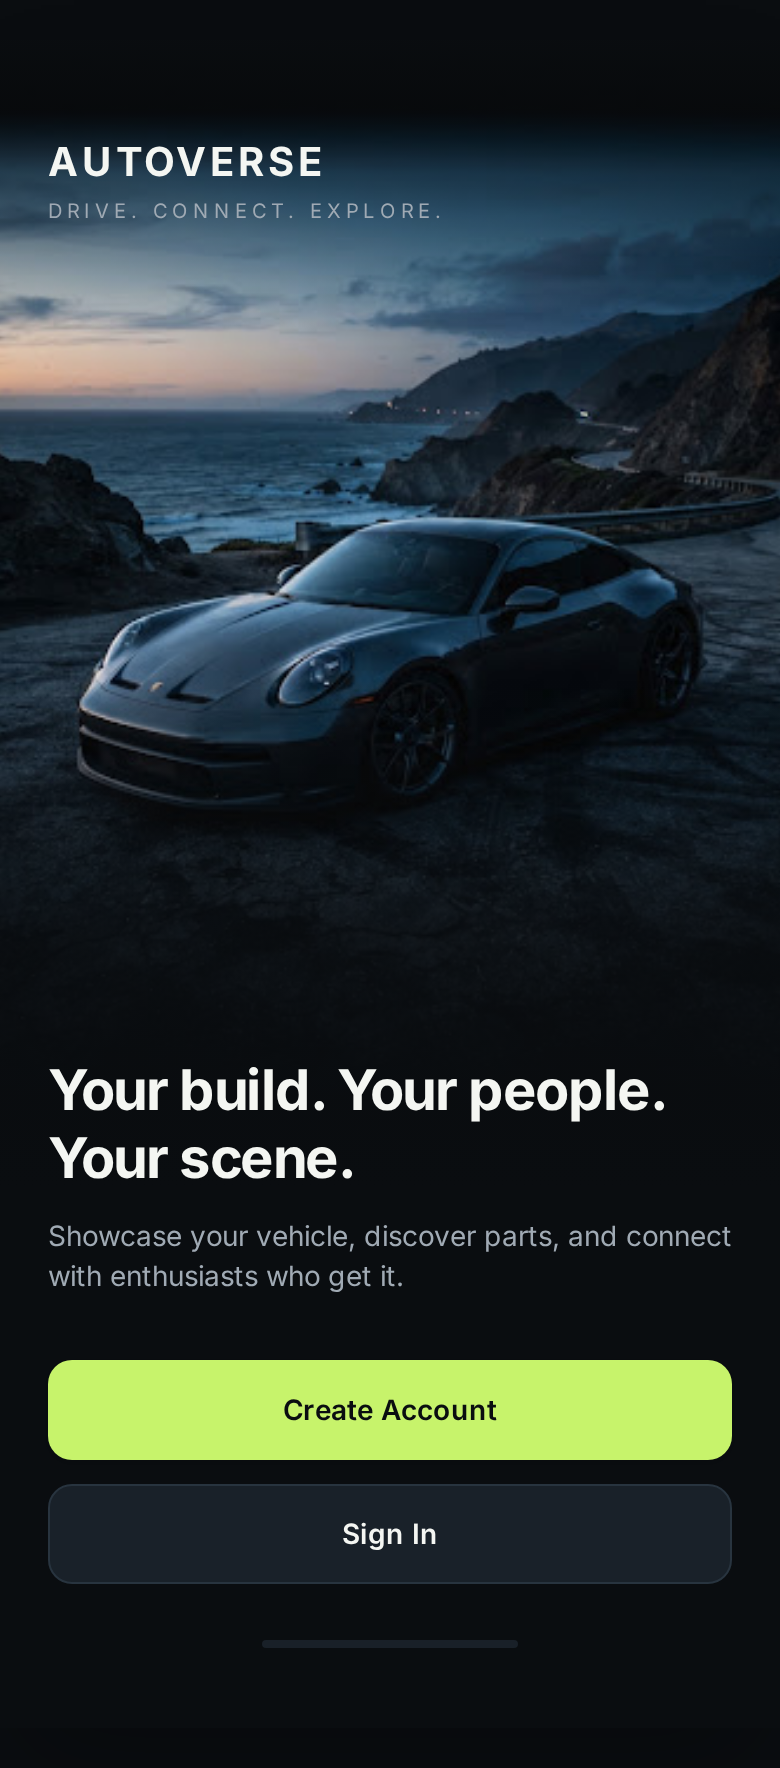 AUTOVERSE
DRIVE. CONNECT. EXPLORE.
Your build. Your people.
Your scene.
Showcase your vehicle, discover parts, and connect
with enthusiasts who get it.
Create Account
Sign In